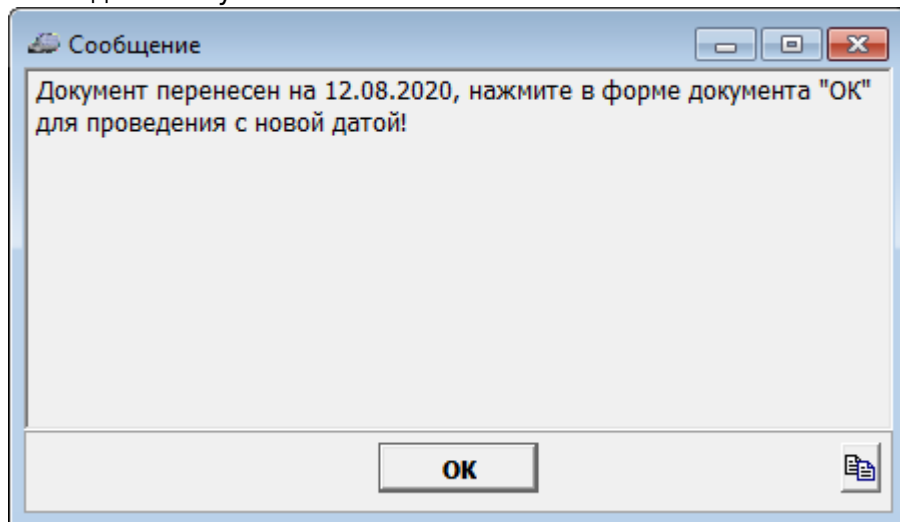 Сообщение
Документ перенесен на 12.08.2020, нажмите в форме документа "ОК"
для проведения с новой датой!
ОК